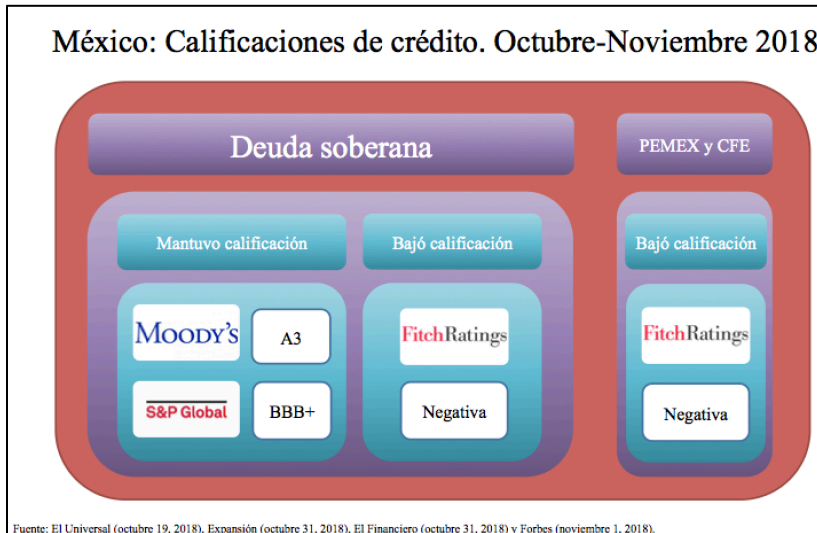 México: Calificaciones de crédito. Octubre-Noviembre 2018
Deuda soberana
PEMEX y CFE
Mantuvo calificación
Bajó calificación
Bajó calificación
MOODY'S
A3
FitchRatings
FitchRatings
S&P Global
BBB+
Negativa
Negativa
Fuente: El Universal (octubre 19, 2018), Expansión (octubre 31, 2018), El Financiero (octubre 31, 2018) y Forbes (noviembre 1, 2018).